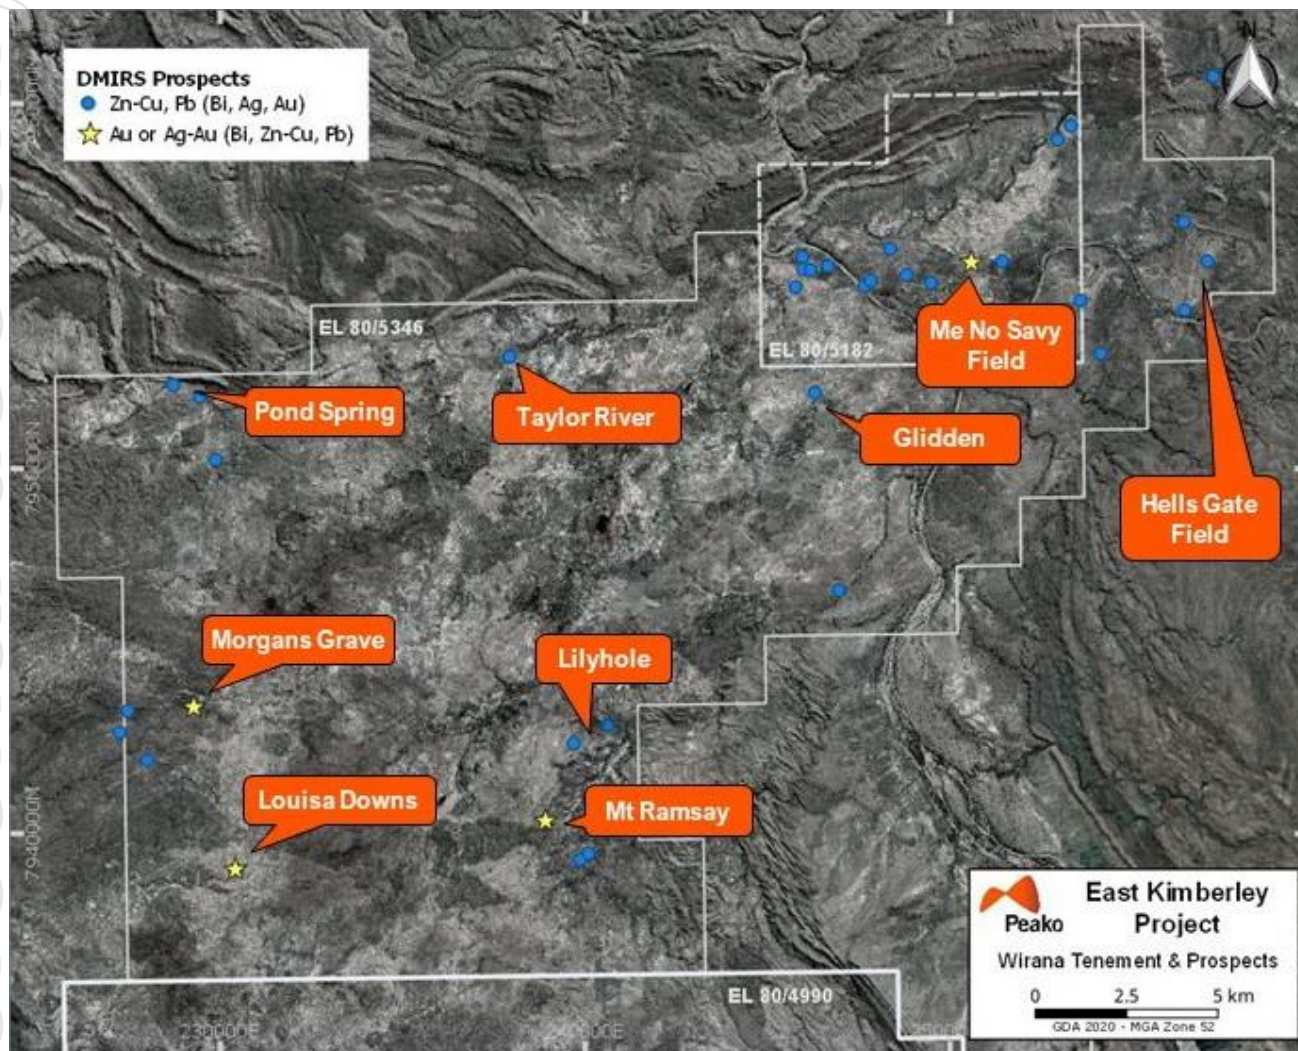 N
DMIRS Prospects
Zn-Cu, Pb (Bi, Ag, Au)
Au or Ag-Au (Bi, Zn-Cu, Pb)
EL 80/5346
EL 80/5182
Me No Savy
Field
Pond Spring
Taylor River
Glidden
Hells Gate
Field
7950000N
Morgans Grave
Lilyhole
Louisa Downs
Mt Ramsay
7940000M
Peako
East Kimberley
Project
Wirana Tenement & Prospects
0 2.5 5 km
GDA 2020 - MGA Zone 52
EL 80/4990
730000E